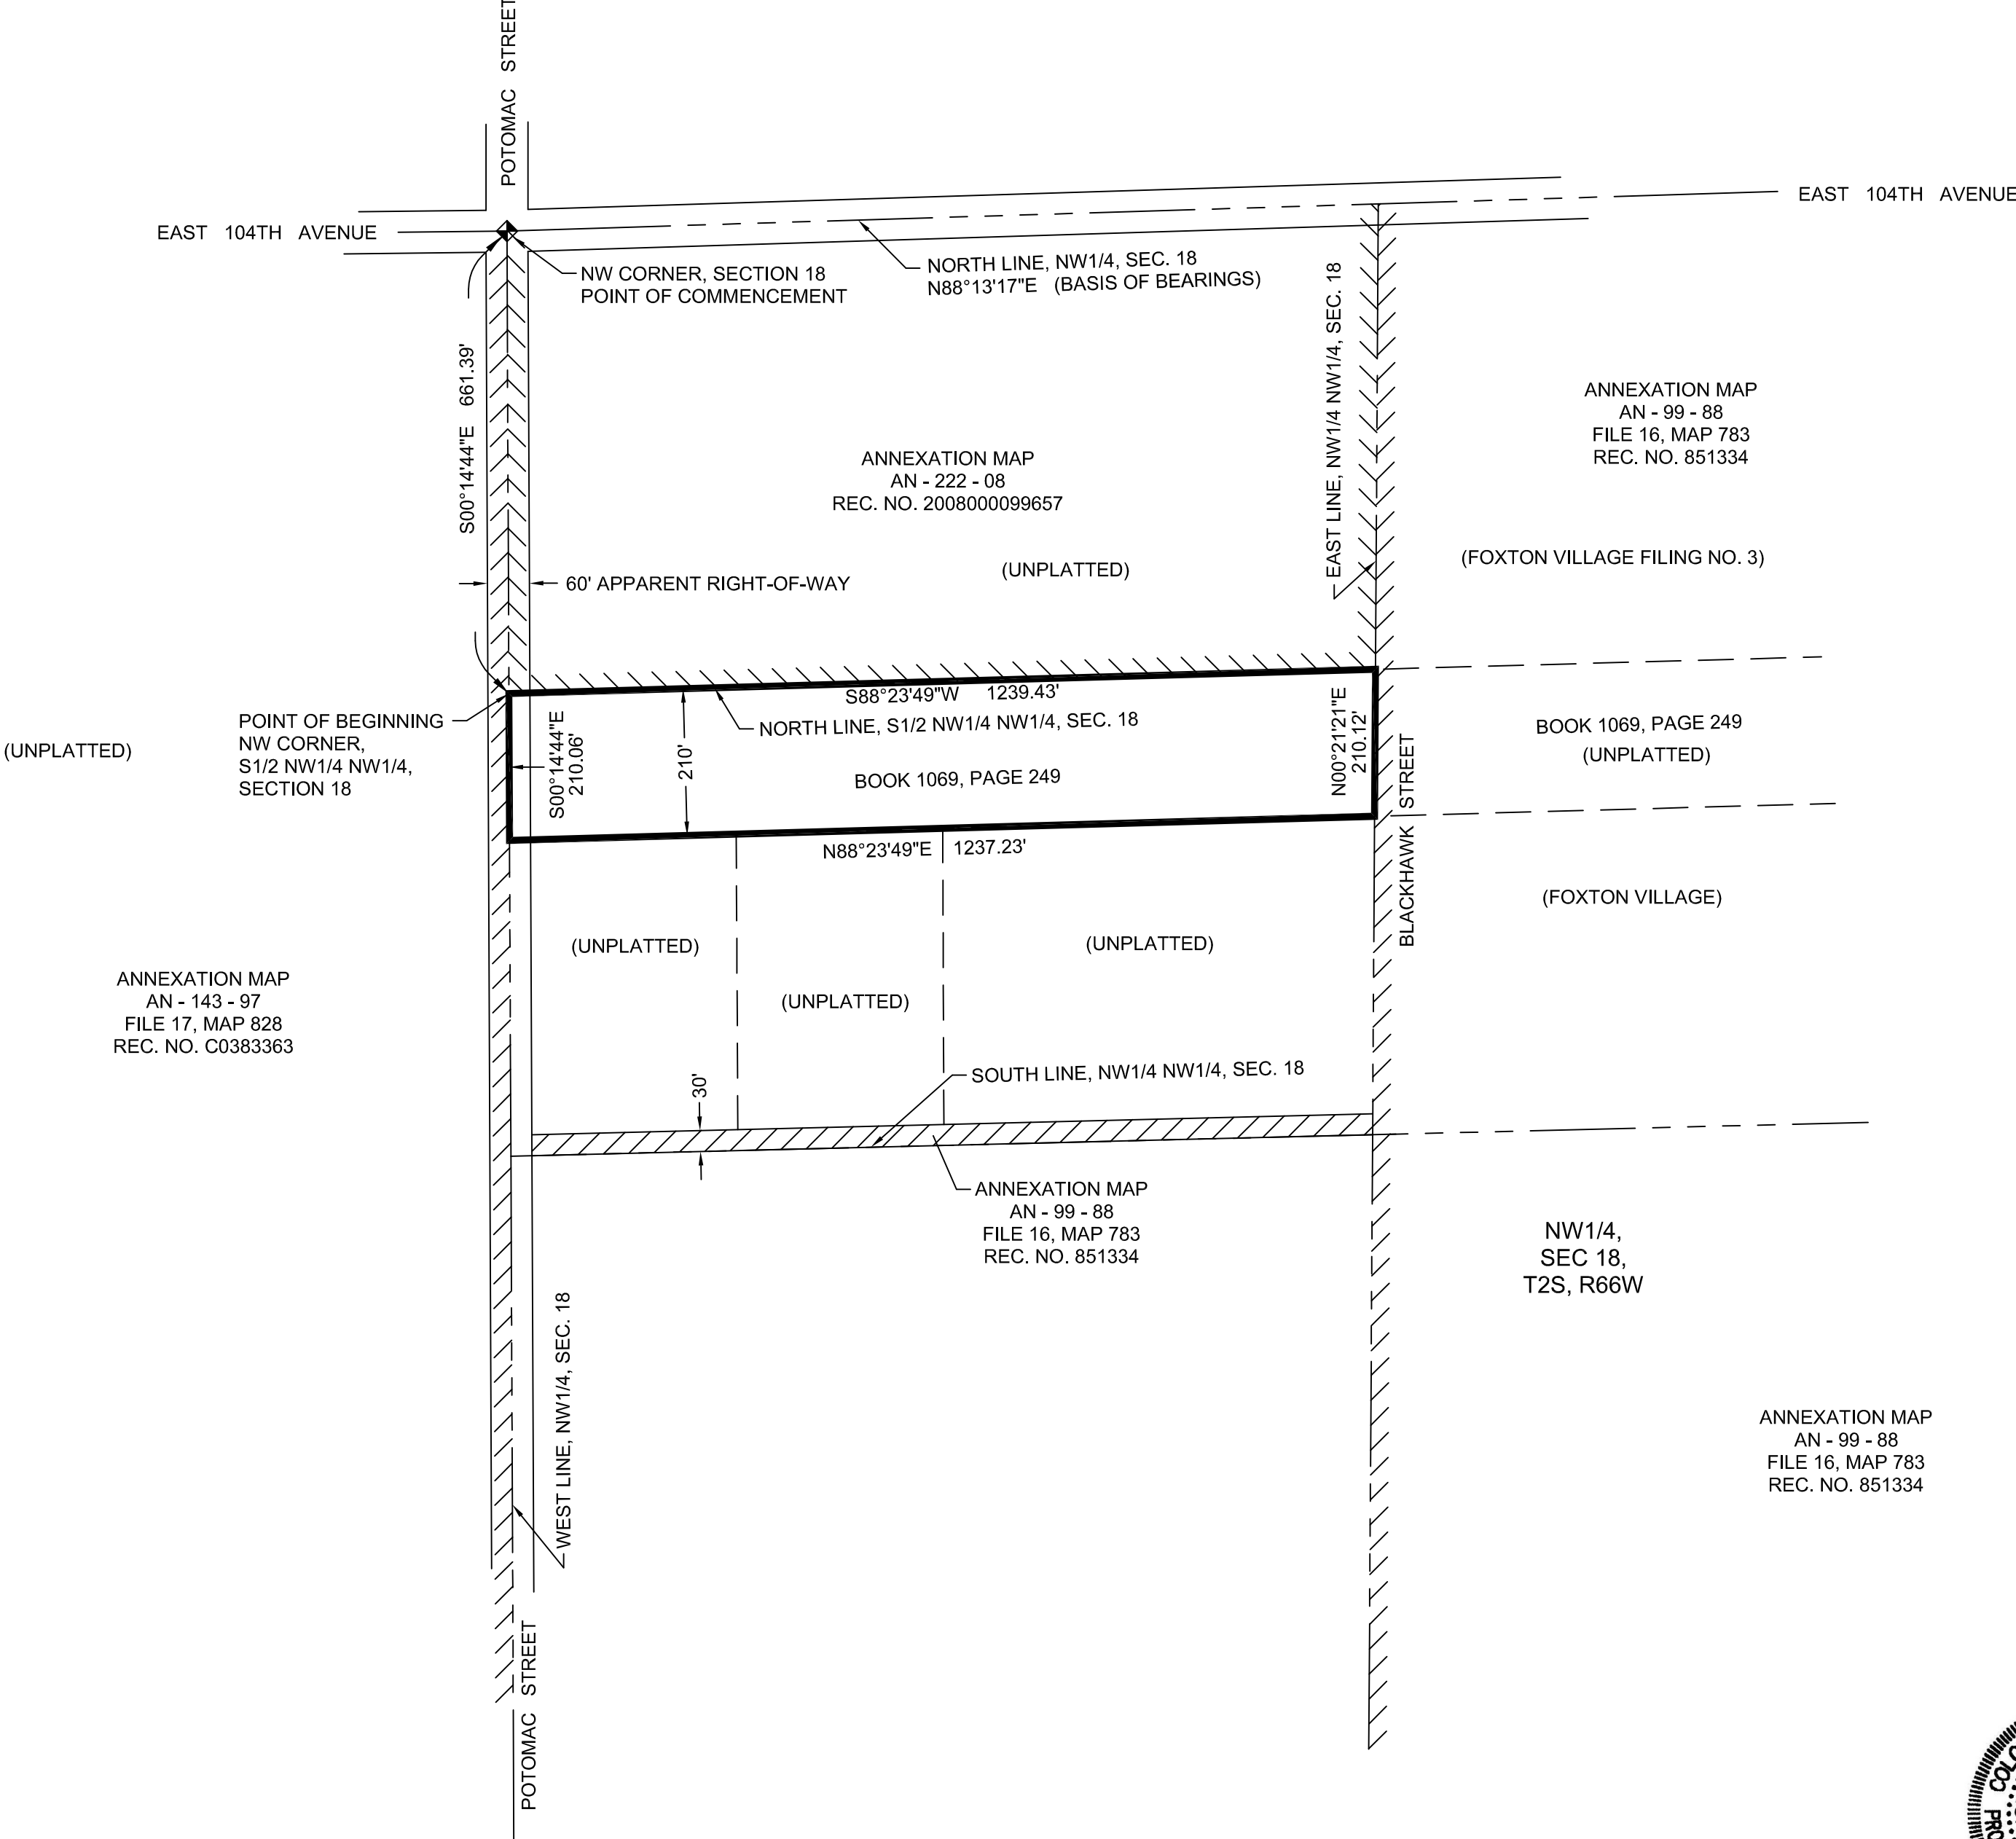 POTOMAC STREET
EAST 104TH AVENUE
EAST 104TH AVENUE
NW CORNER, SECTION 18
POINT OF COMMENCEMENT
NORTH LINE, NW1/4, SEC. 18
N88°13'17"E (BASIS OF BEARINGS)
S00°14'44"E 661.39'
EAST LINE, NW1/4 NW1/4, SEC. 18
ANNEXATION MAP
AN - 99 - 88
FILE 16, MAP 783
REC. NO. 851334
ANNEXATION MAP
AN - 222 - 08
REC. NO. 2008000099657
(UNPLATTED)
(FOXTON VILLAGE FILING NO. 3)
60' APPARENT RIGHT-OF-WAY
S88°23'49"W 1239.43'
NORTH LINE, S1/2 NW1/4 NW1/4, SEC. 18
POINT OF BEGINNING
NW CORNER,
S1/2 NW1/4 NW1/4,
SECTION 18
(UNPLATTED)
S00°14'44"E
210.06'
210'
BOOK 1069, PAGE 249
N00°21'21"E
210.12'
BLACKHAWK STREET
BOOK 1069, PAGE 249
(UNPLATTED)
N88°23'49"E 1237.23'
(FOXTON VILLAGE)
(UNPLATTED)
(UNPLATTED)
(UNPLATTED)
ANNEXATION MAP
AN - 143 - 97
FILE 17, MAP 828
REC. NO. C0383363
30'
SOUTH LINE, NW1/4 NW1/4, SEC. 18
ANNEXATION MAP
AN - 99 - 88
FILE 16, MAP 783
REC. NO. 851334
NW1/4,
SEC 18,
T2S, R66W
WEST LINE, NW1/4, SEC. 18
ANNEXATION MAP
AN - 99 - 88
FILE 16, MAP 783
REC. NO. 851334
POTOMAC STREET